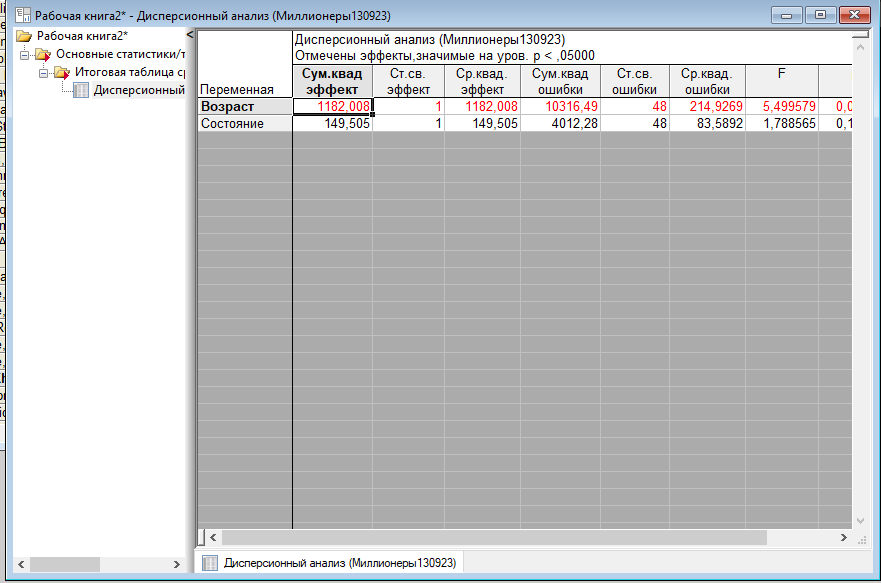 Рабочая книга2* - Дисперсионный анализ (Миллионеры130923)
Рабочая книга2*
Основные статистики/т
Итоговая таблица с
Дисперсионный
Дисперсионный анализ (Миллионеры130923)
Отмечены эффекты,значимые на уров. p < ,05000
Переменная Сум.квад эффект Ст.св. эффект Ср.квад. эффект Сум.квад ошибки Ст.св. ошибки Ср.квад. ошибки F
Возраст 1182,008 1 1182,008 10316,49 48 214,9269 5,499579 0,0
Состояние 149,505 1 149,505 4012,28 48 83,5892 1,788565 0,1
Дисперсионный анализ (Миллионеры130923)